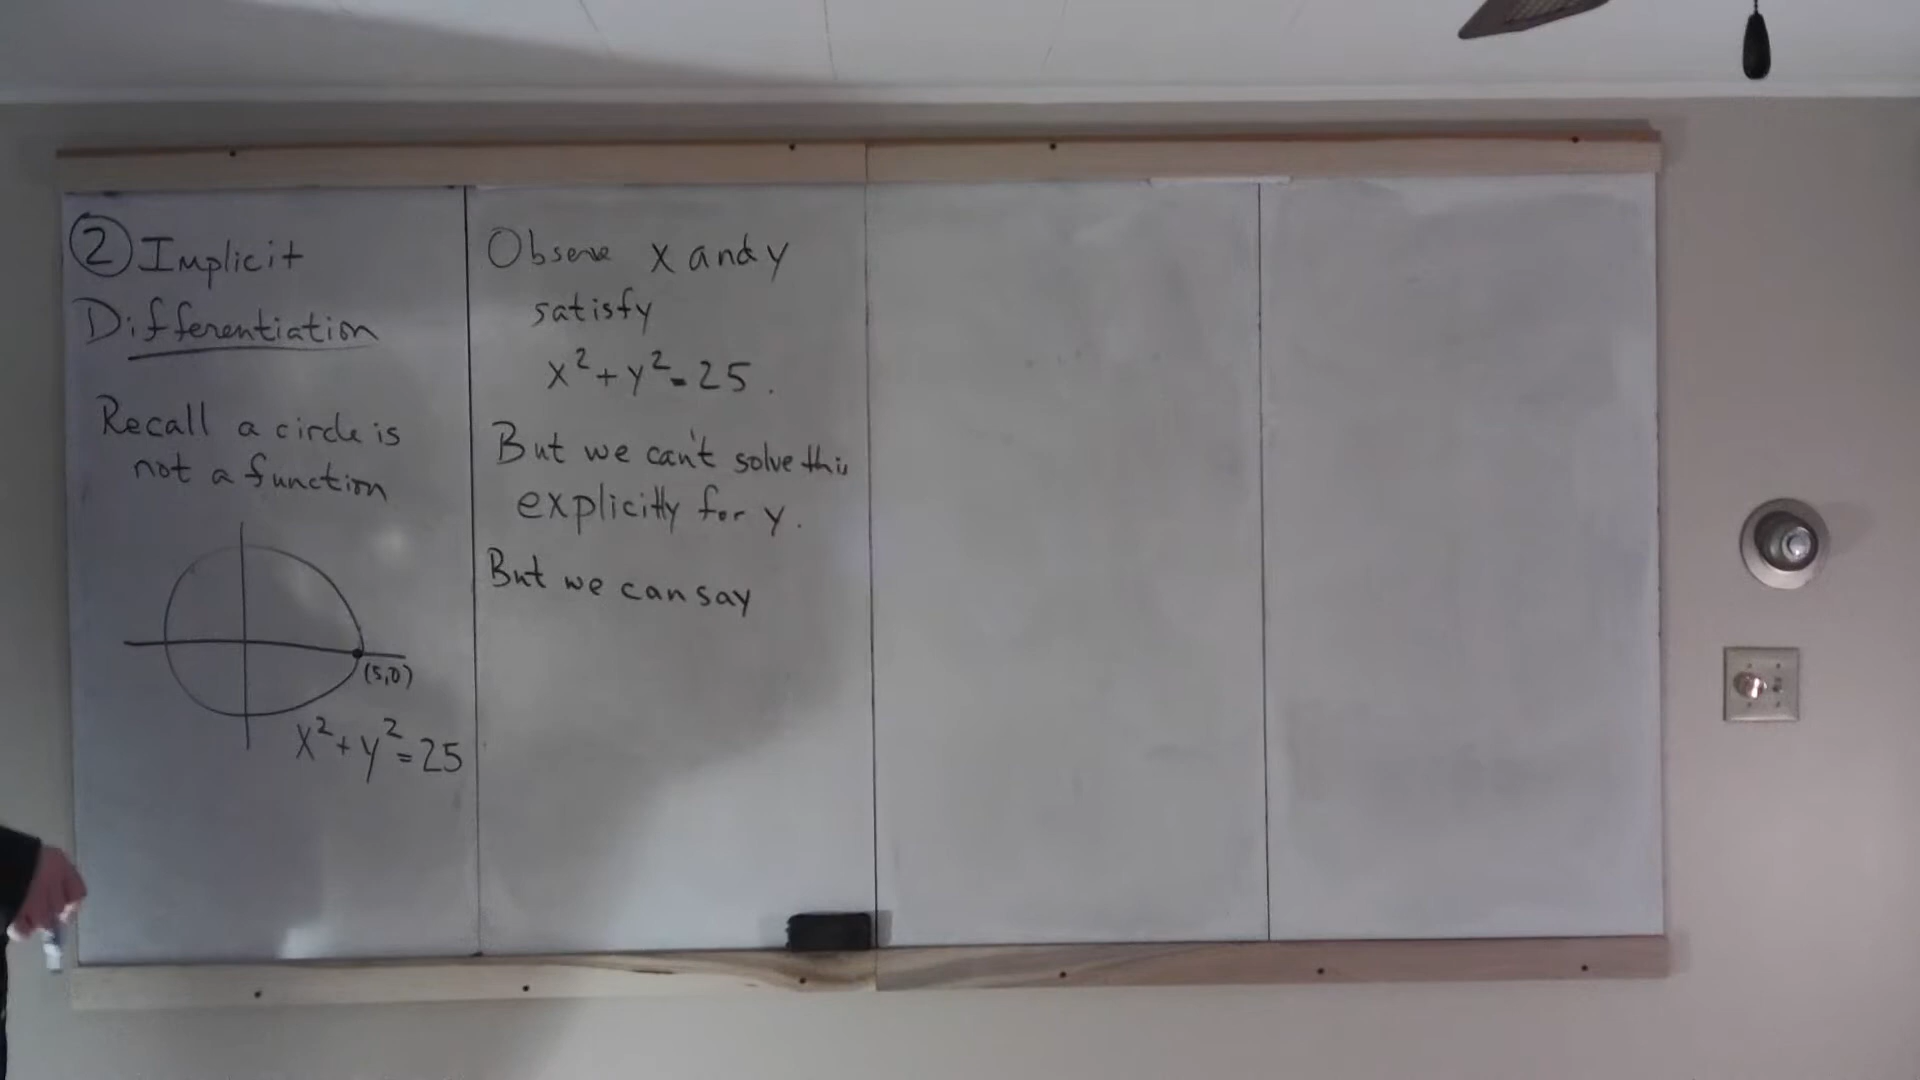 ② Implicit
Differentiation
Recall a circle is
not a function
(5,0)
x²+y²=25
Observe x and y
satisfy
x²+y²=25.
But we can't solve this
explicitly for y.
But we can say